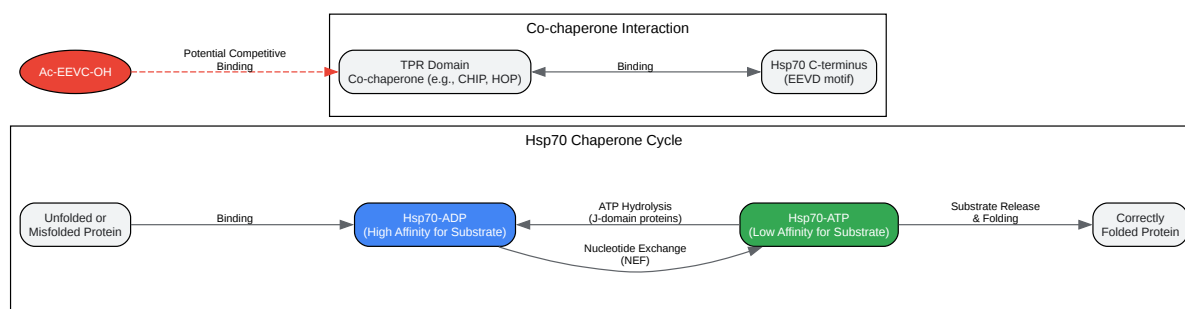 Co-chaperone Interaction
Ac-EEVC-OH
Potential Competitive
Binding
TPR Domain
Co-chaperone (e.g., CHIP, HOP)
Binding
Hsp70 C-terminus
(EEVD motif)
Hsp70 Chaperone Cycle
Unfolded or
Misfolded Protein
Binding
Hsp70-ADP
(High Affinity for Substrate)
ATP Hydrolysis
(J-domain proteins)
Nucleotide Exchange
(NEF)
Hsp70-ATP
(Low Affinity for Substrate)
Substrate Release
& Folding
Correctly
Folded Protein